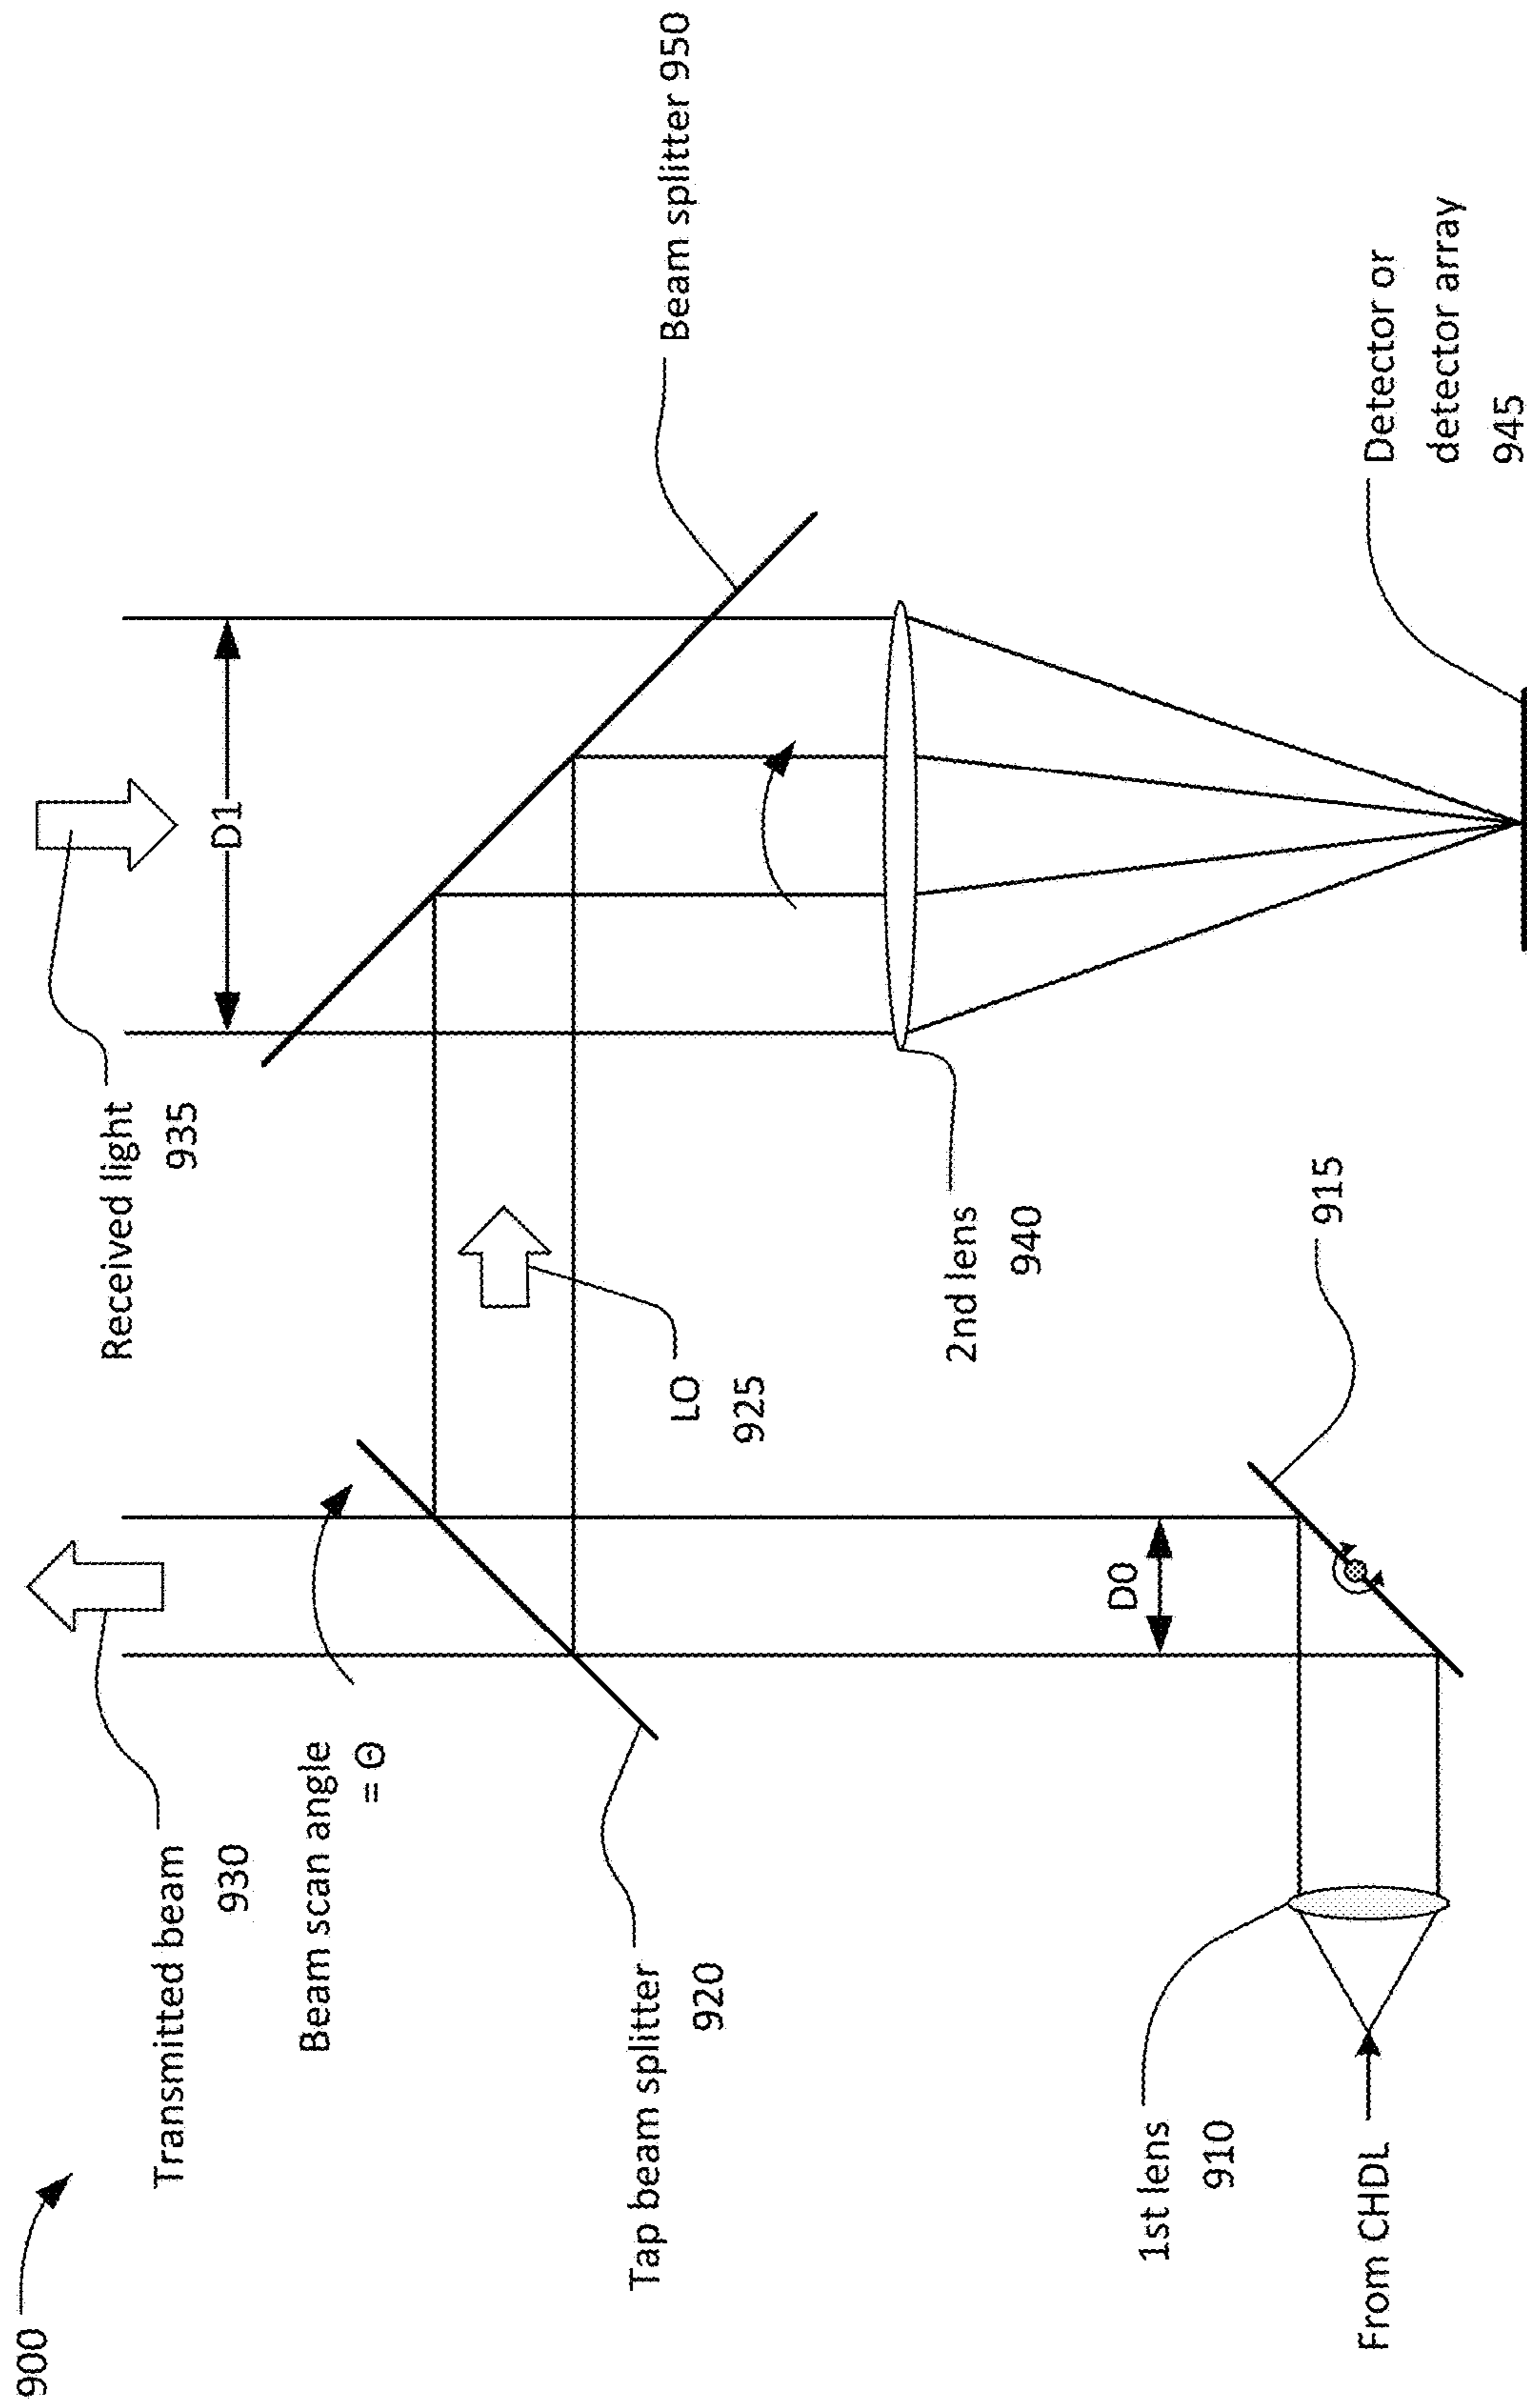 900
Transmitted beam
930
Beam scan angle
= Θ
Tap beam splitter
920
1st lens
910
From CHDL
D0
915
LO
925
Received light
935
D1
2nd lens
940
Beam splitter 950
Detector or
detector array
945